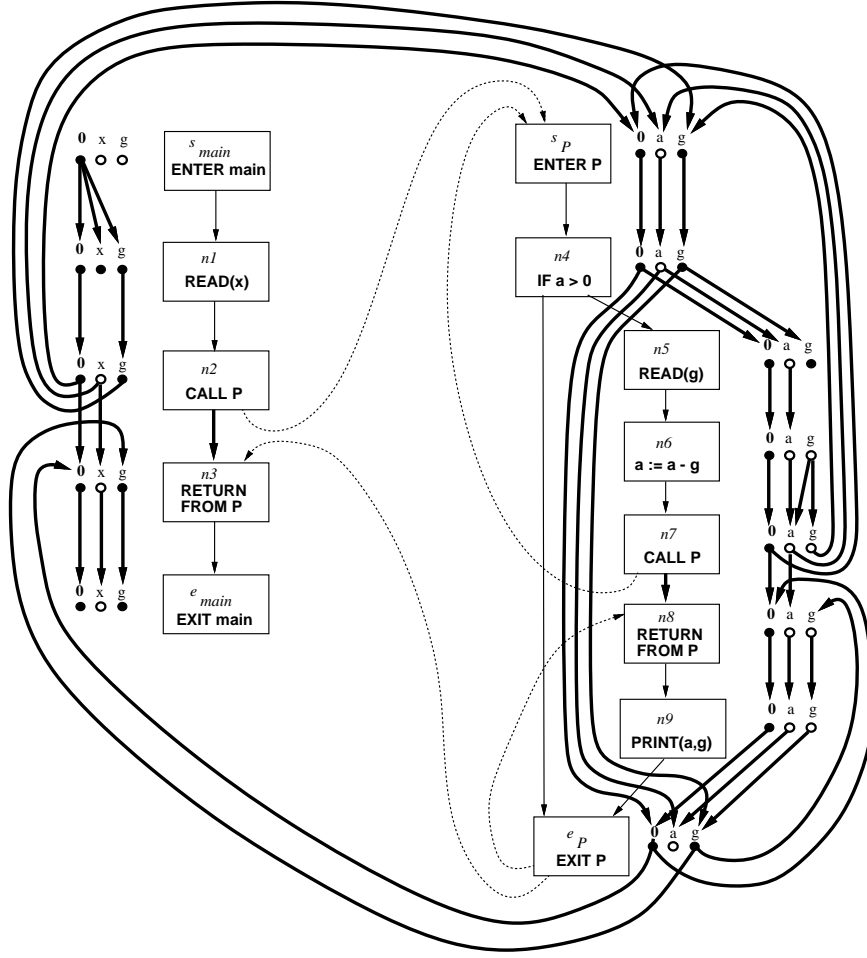 0 x g
s main
ENTER main
0 x g
n1
READ(x)
0 x g
n2
CALL P
0 x g
n3
RETURN
FROM P
0 x g
e main
EXIT main
s P
ENTER P
0 a g
n4
IF a > 0
0 a g
n5
READ(g)
0 a g
n6
a := a - g
0 a g
n7
CALL P
0 a g
n8
RETURN
FROM P
0 a g
n9
PRINT(a,g)
0 a g
e P
EXIT P
0 a g